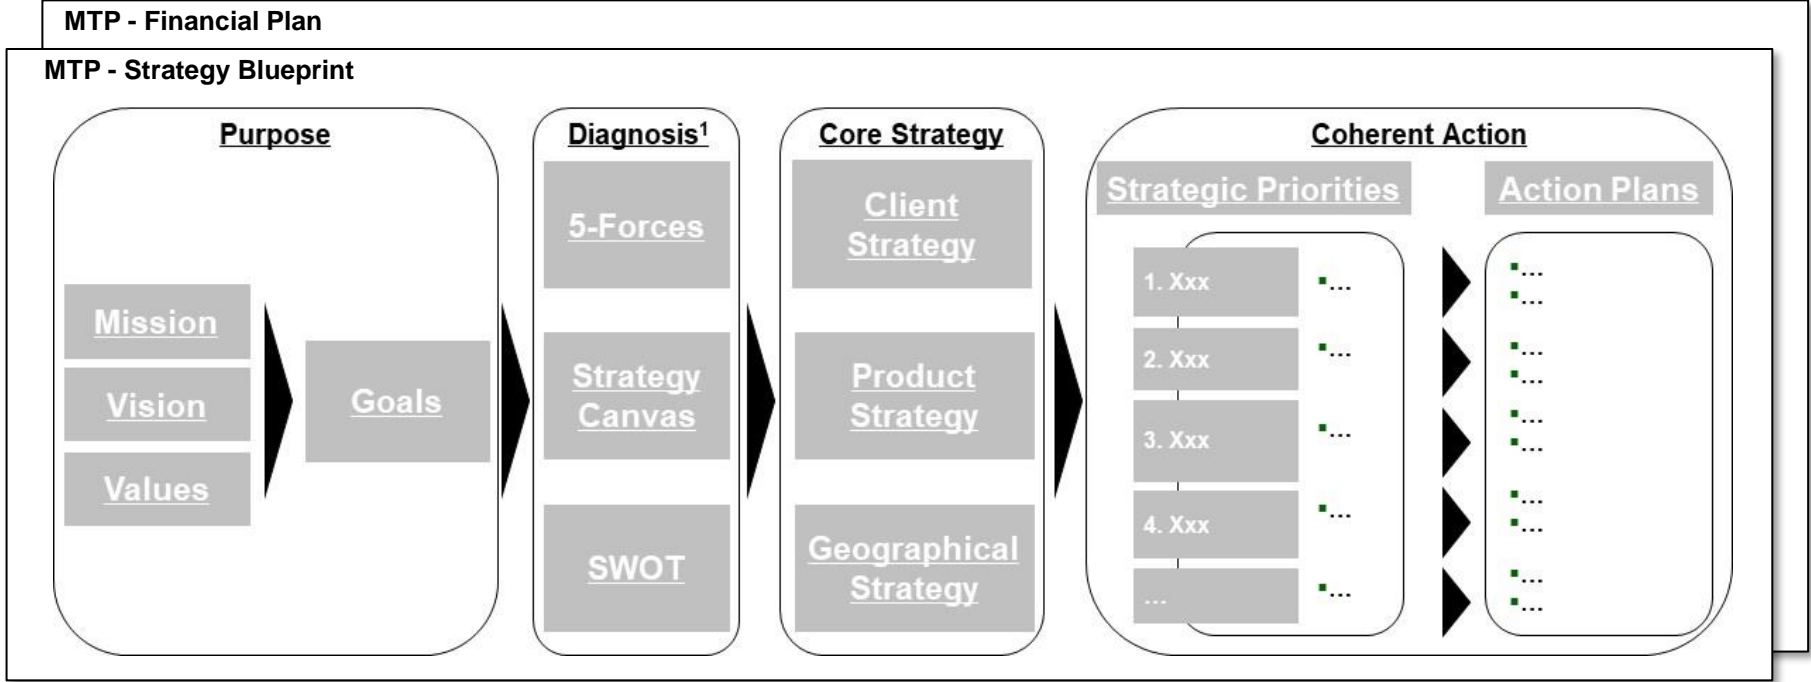 MTP - Financial Plan
MTP - Strategy Blueprint
Purpose
Mission
Vision
Values
Goals
Diagnosis¹
5-Forces
Strategy
Canvas
SWOT
Core Strategy
Client
Strategy
Product
Strategy
Geographical
Strategy
Coherent Action
Strategic Priorities
1. Xxx
▪...
2. Xxx
▪...
3. Xxx
▪...
4. Xxx
▪...
...
▪...
Action Plans
▪...
▪...
▪...
▪...
▪...
▪...
▪...
▪...
▪...
▪...